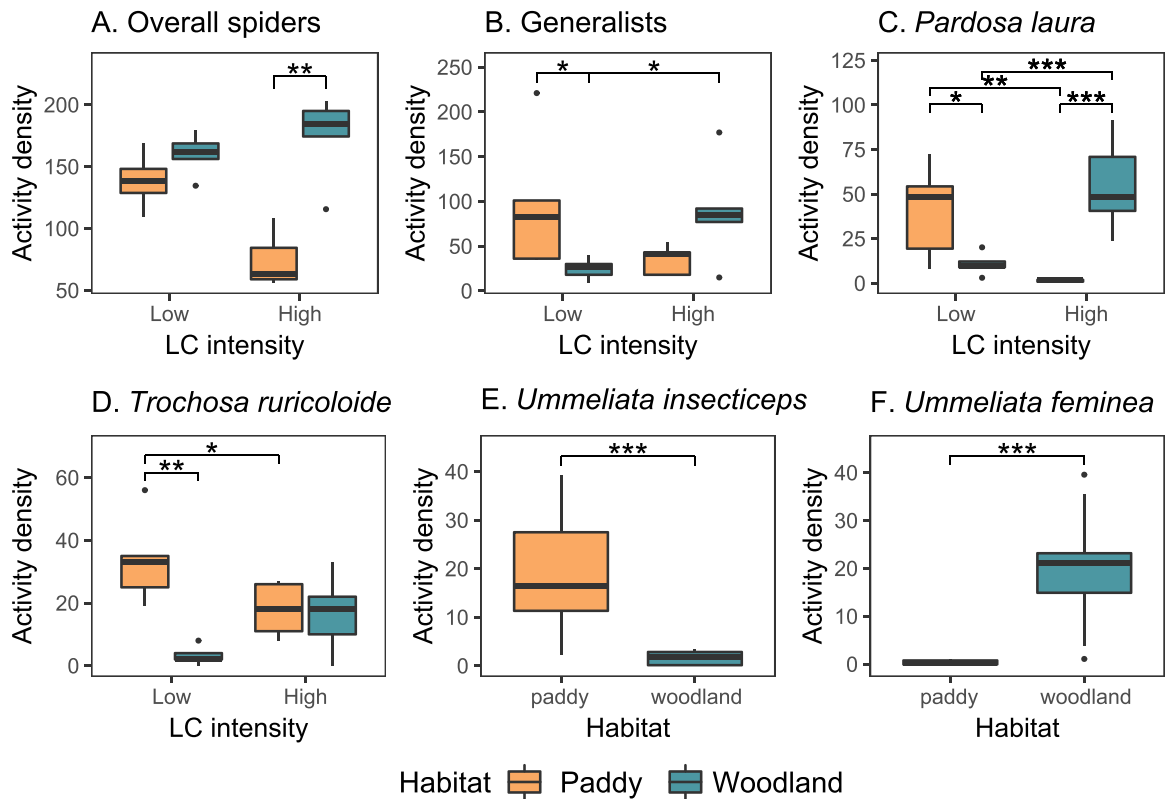 A. Overall spiders
B. Generalists
C. Pardosa laura
Activity density
200
150
100
50
**
Low
High
LC intensity
Activity density
250
200
150
100
50
0
*
*
Low
High
LC intensity
Activity density
125
100
75
50
25
0
***
**
*
***
Low
High
LC intensity
D. Trochosa ruricoloide
E. Ummeliata insecticeps
F. Ummeliata feminea
Activity density
60
40
20
0
*
**
Low
High
LC intensity
Activity density
40
30
20
10
0
***
paddy
woodland
Habitat
Activity density
40
30
20
10
0
***
paddy
woodland
Habitat
Habitat Paddy Woodland